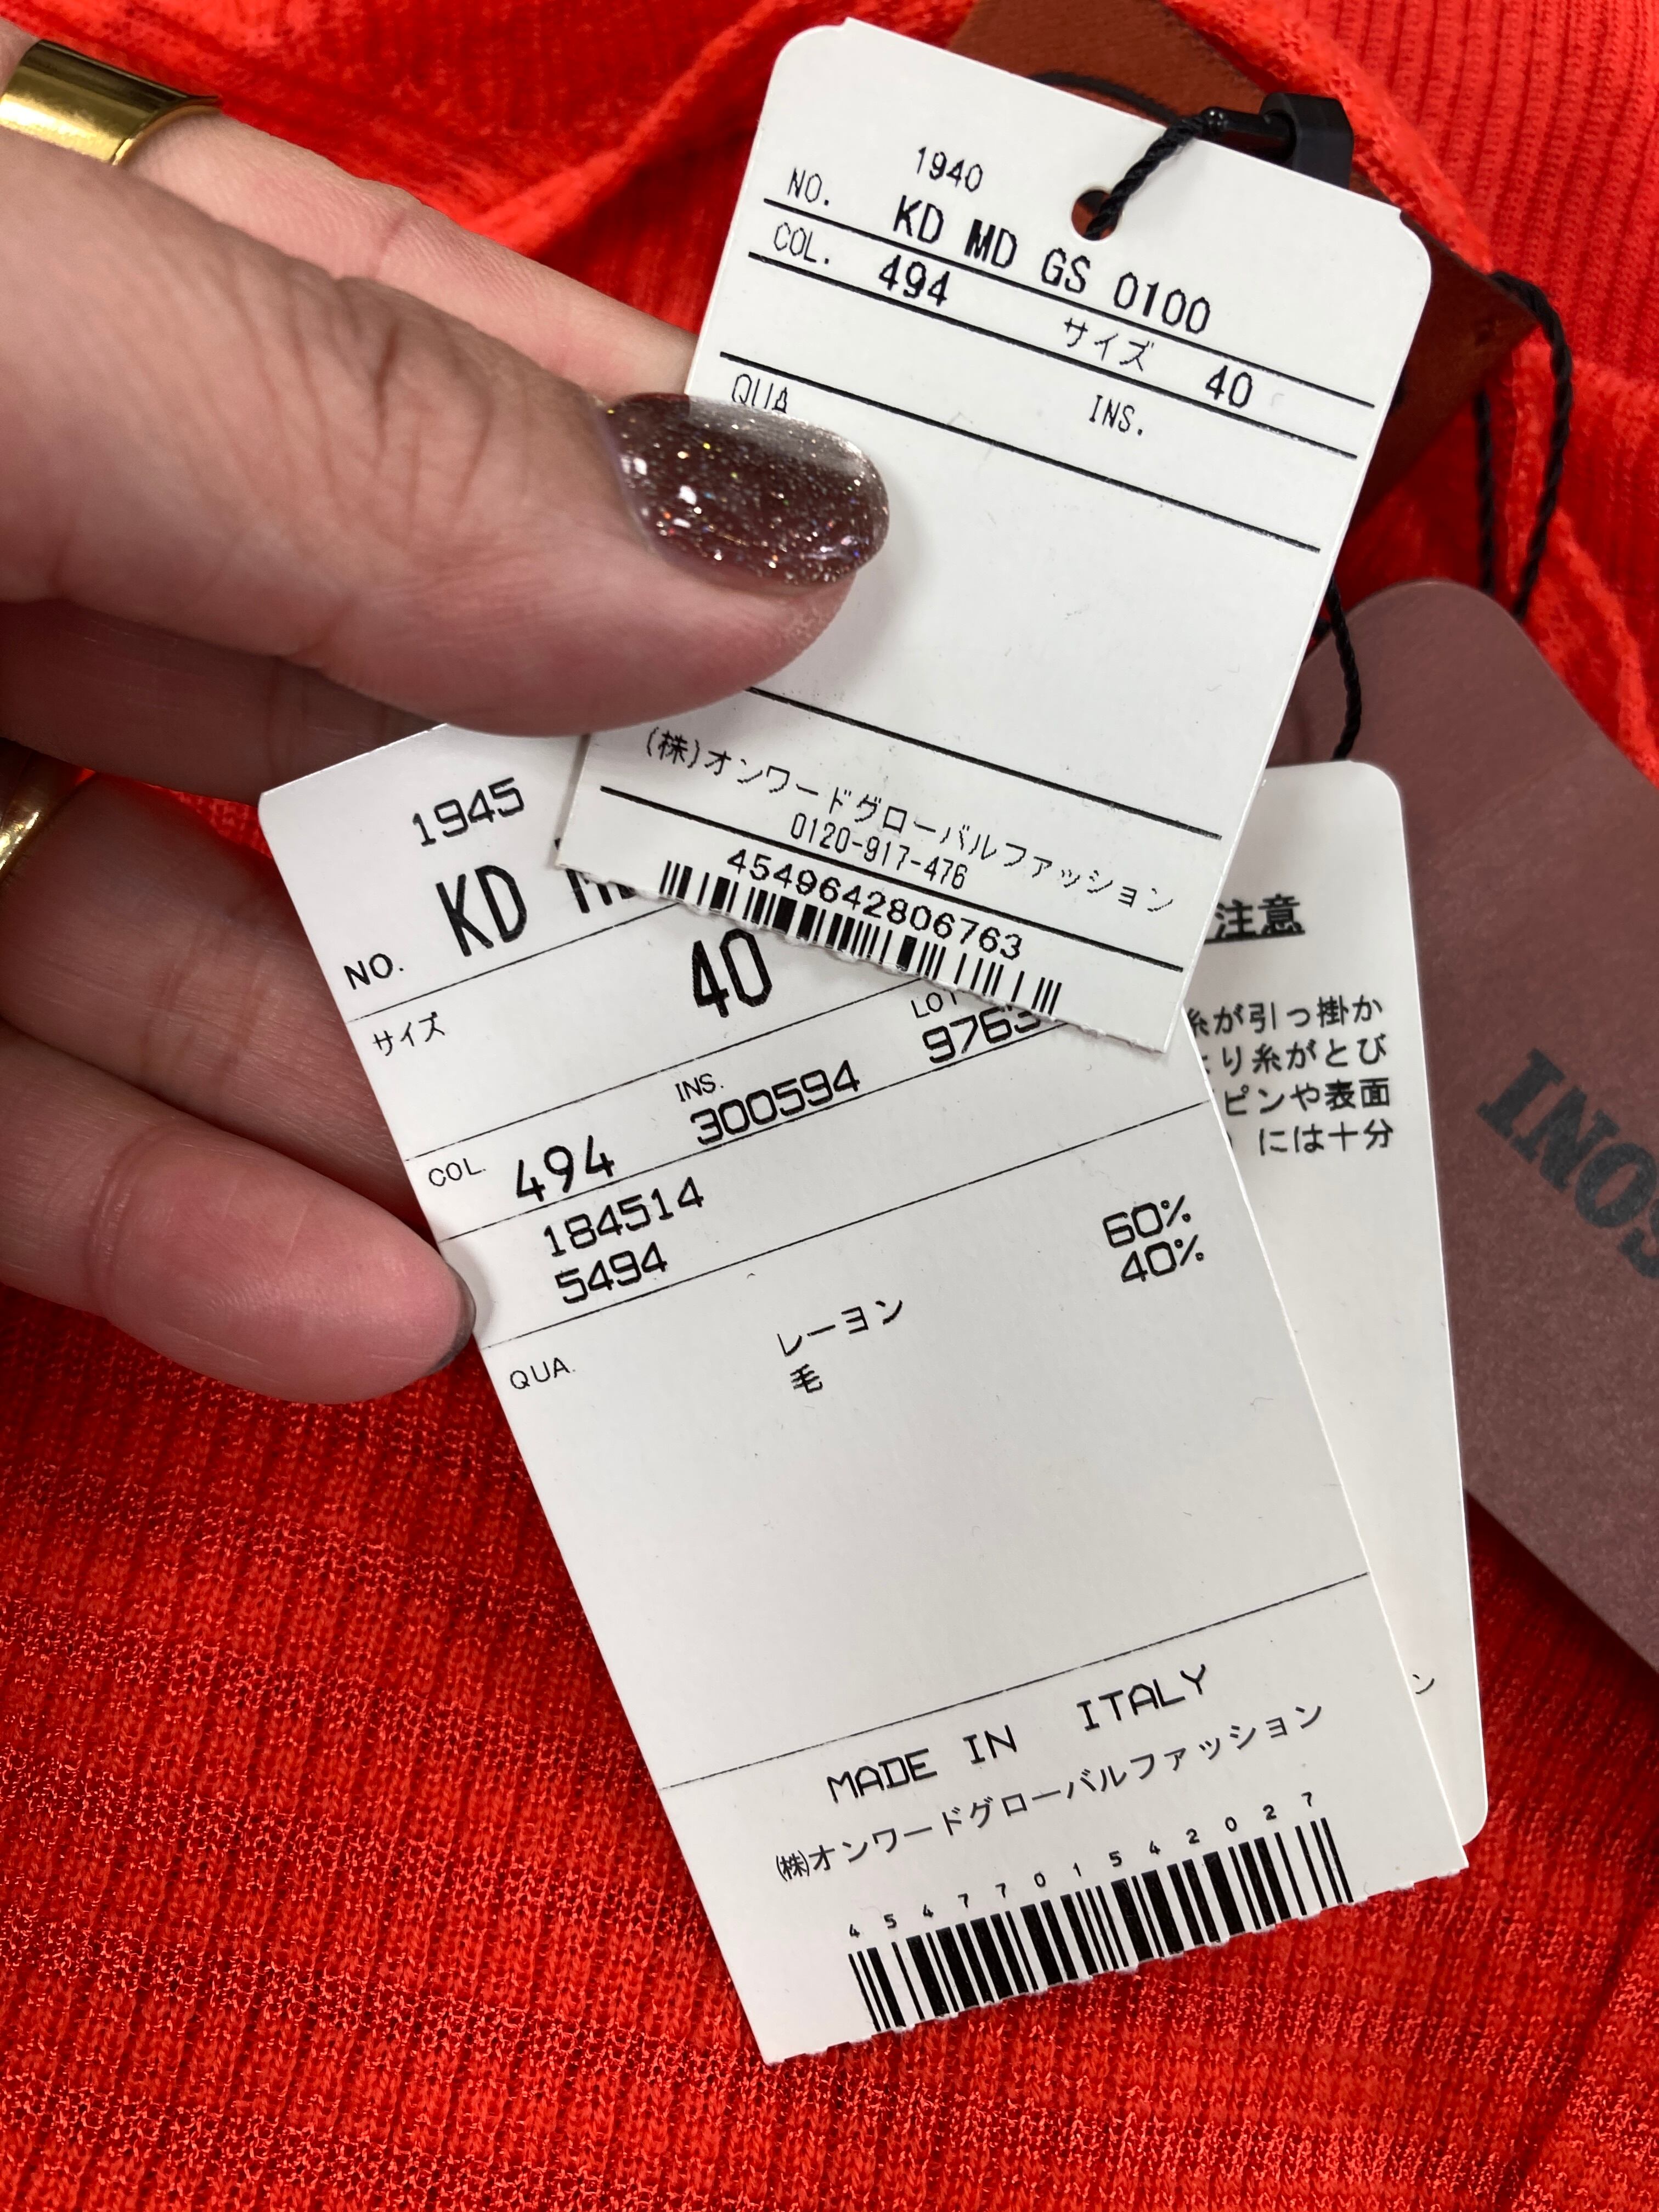 1940
NO. KD MD GS 0100
COL. 494 サイズ 40
QUA INS.
(株)オンワードグローバルファッション
0120-917-476
4549642806763
1945
NO. KD
サイズ 40
INS. LOT
COL. 494 300594 9763
184514
5494
QUA. レーヨン 60%
毛 40%
MADE IN ITALY
㈱オンワードグローバルファッション
4547701542027
注意
糸が引っ掛か
より糸がとび
ピンや表面
には十分
ン
SONI